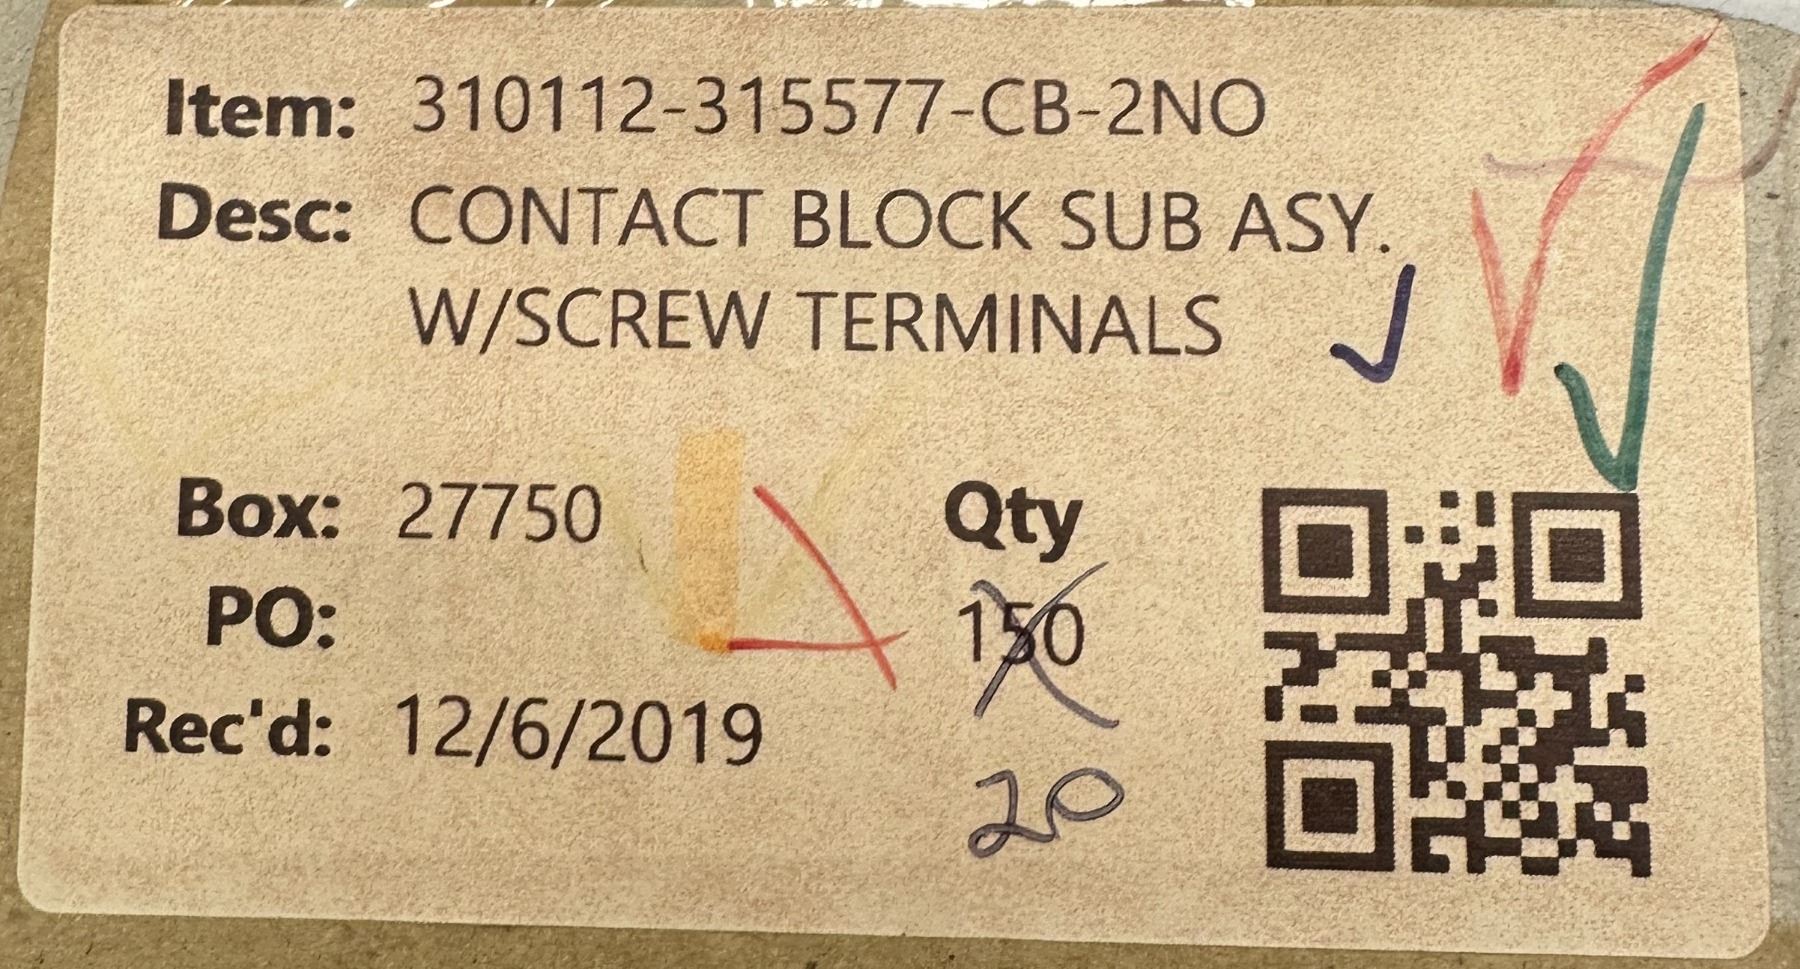 Item: 310112-315577-CB-2NO
Desc: CONTACT BLOCK SUB ASY.
W/SCREW TERMINALS
Box: 27750
PO:
Rec'd: 12/6/2019
Qty
150
20